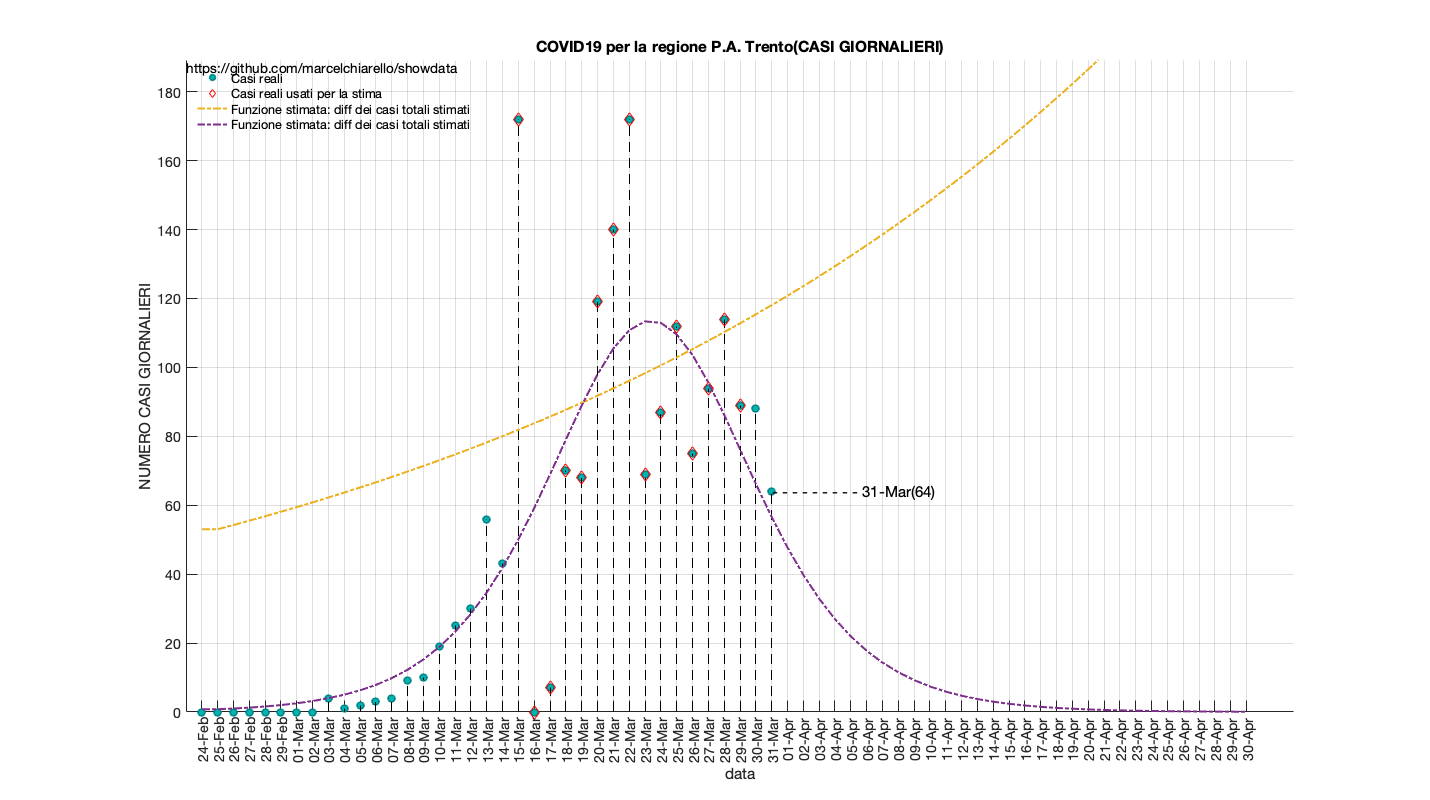 COVID19 per la regione P.A. Trento(CASI GIORNALIERI)
https://github.com/marcelchiarello/showdata
Casi reali
Casi reali usati per la stima
Funzione stimata: diff dei casi totali stimati
Funzione stimata: diff dei casi totali stimati
NUMERO CASI GIORNALIERI
180
160
140
120
100
80
60
40
20
0
31-Mar(64)
24-Feb
25-Feb
26-Feb
27-Feb
28-Feb
29-Feb
01-Mar
02-Mar
03-Mar
04-Mar
05-Mar
06-Mar
07-Mar
08-Mar
09-Mar
10-Mar
11-Mar
12-Mar
13-Mar
14-Mar
15-Mar
16-Mar
17-Mar
18-Mar
19-Mar
20-Mar
21-Mar
22-Mar
23-Mar
24-Mar
25-Mar
26-Mar
27-Mar
28-Mar
29-Mar
30-Mar
31-Mar
01-Apr
02-Apr
03-Apr
04-Apr
05-Apr
06-Apr
07-Apr
08-Apr
09-Apr
10-Apr
11-Apr
12-Apr
13-Apr
14-Apr
15-Apr
16-Apr
17-Apr
18-Apr
19-Apr
20-Apr
21-Apr
22-Apr
23-Apr
24-Apr
25-Apr
26-Apr
27-Apr
28-Apr
29-Apr
30-Apr
data